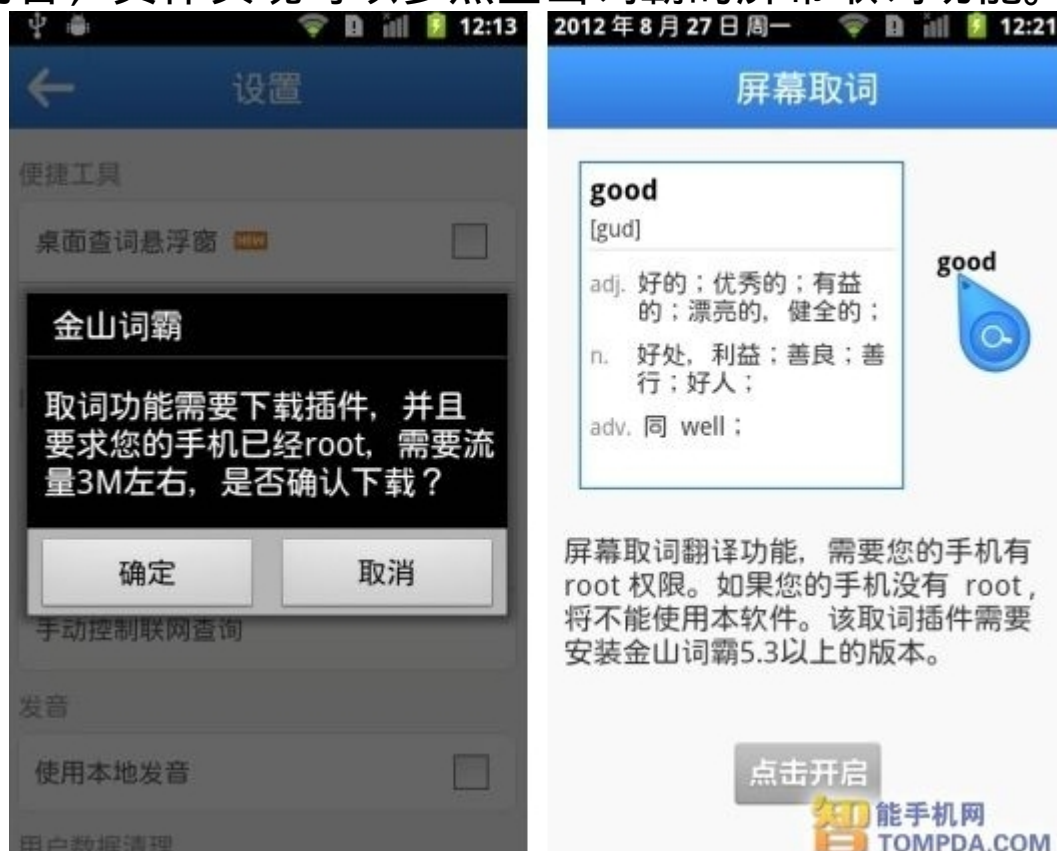 12:13
设置
便捷工具
桌面查词悬浮窗 NEW
金山词霸
取词功能需要下载插件，并且
要求您的手机已经root，需要流
量3M左右，是否确认下载？
确定
取消
手动控制联网查询
发音
使用本地发音
用户数据清理
2012年8月27日周一 12:21
屏幕取词
good
[gud]
adj. 好的；优秀的；有益
的；漂亮的，健全的；
n. 好处，利益；善良；善
行；好人；
adv. 同 well；
good
屏幕取词翻译功能，需要您的手机有
root 权限。如果您的手机没有 root，
将不能使用本软件。该取词插件需要
安装金山词霸5.3以上的版本。
点击开启
智能手机网
TOMPDA.COM